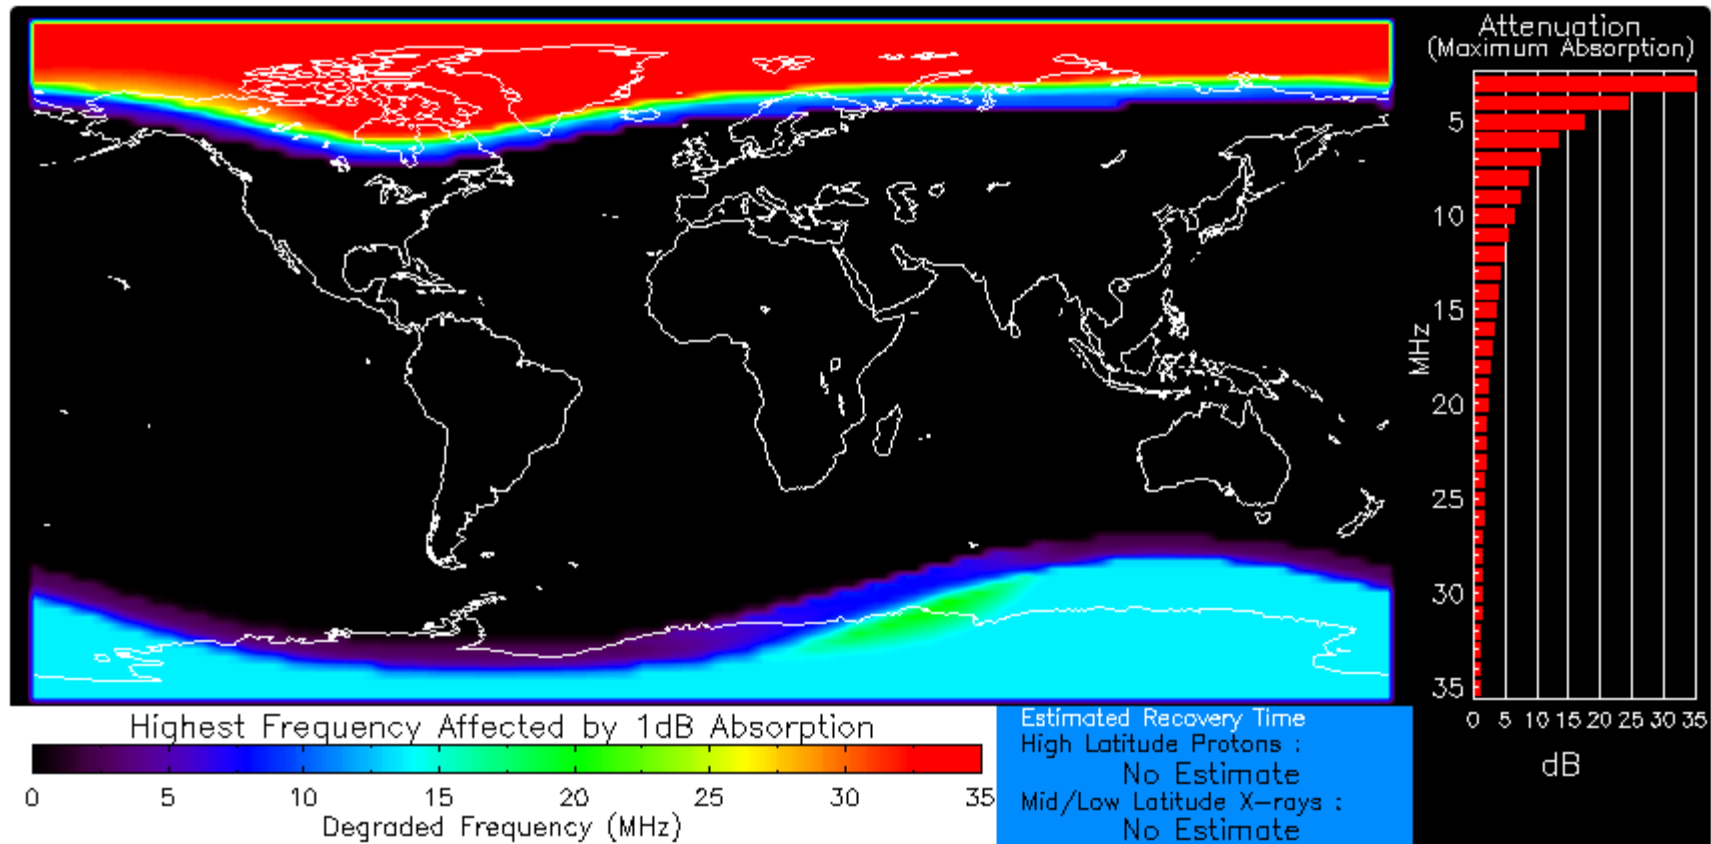 Attenuation
(Maximum Absorption)
5
10
15
20
25
30
35
MHz
0 5 10 15 20 25 30 35
dB
Highest Frequency Affected by 1dB Absorption
0 5 10 15 20 25 30 35
Degraded Frequency (MHz)
Estimated Recovery Time
High Latitude Protons :
No Estimate
Mid/Low Latitude X-rays :
No Estimate